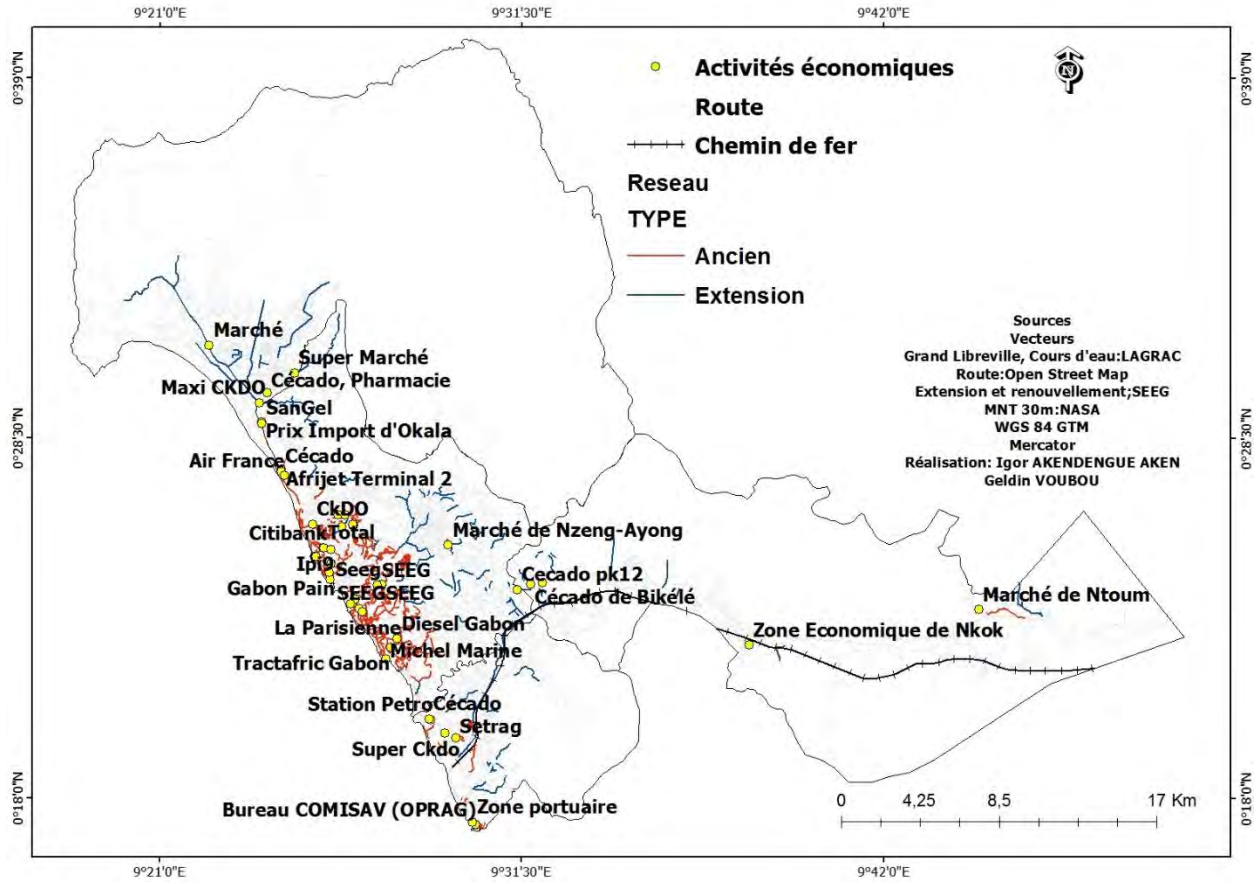 9°21'0"E
9°31'30"E
9°42'0"E
0°39'0"N
0°39'0"N
N
Activités économiques
Route
Chemin de fer
Reseau
TYPE
Ancien
Extension
Sources
Vecteurs
Grand Libreville, Cours d'eau:LAGRAC
Route:Open Street Map
Extension et renouvellement;SEEG
MNT 30m:NASA
WGS 84 GTM
Mercator
Réalisation: Igor AKENDENGUE AKEN
Geldin VOUBOU
Marché
Super Marché
Cécado, Pharmacie
Maxi CKDO
SanGel
Prix Import d'Okala
0°28'30"N
0°28'30"N
Cécado
Air France
Afrijet Terminal 2
CkDO
Citibank
Total
Marché de Nzeng-Ayong
Ipi9
SeegSEEG
Cecado pk12
Gabon Pain
SEEGSEEG
Cécado de Bikélé
Marché de Ntoum
La Parisienne
Diesel Gabon
Zone Economique de Nkok
Michel Marine
Tractafric Gabon
Station Petro
Cécado
Setrag
Super Ckdo
0°18'0"N
0°18'0"N
Bureau COMISAV (OPRAG)
Zone portuaire
0 4,25 8,5 17 Km
9°21'0"E
9°31'30"E
9°42'0"E